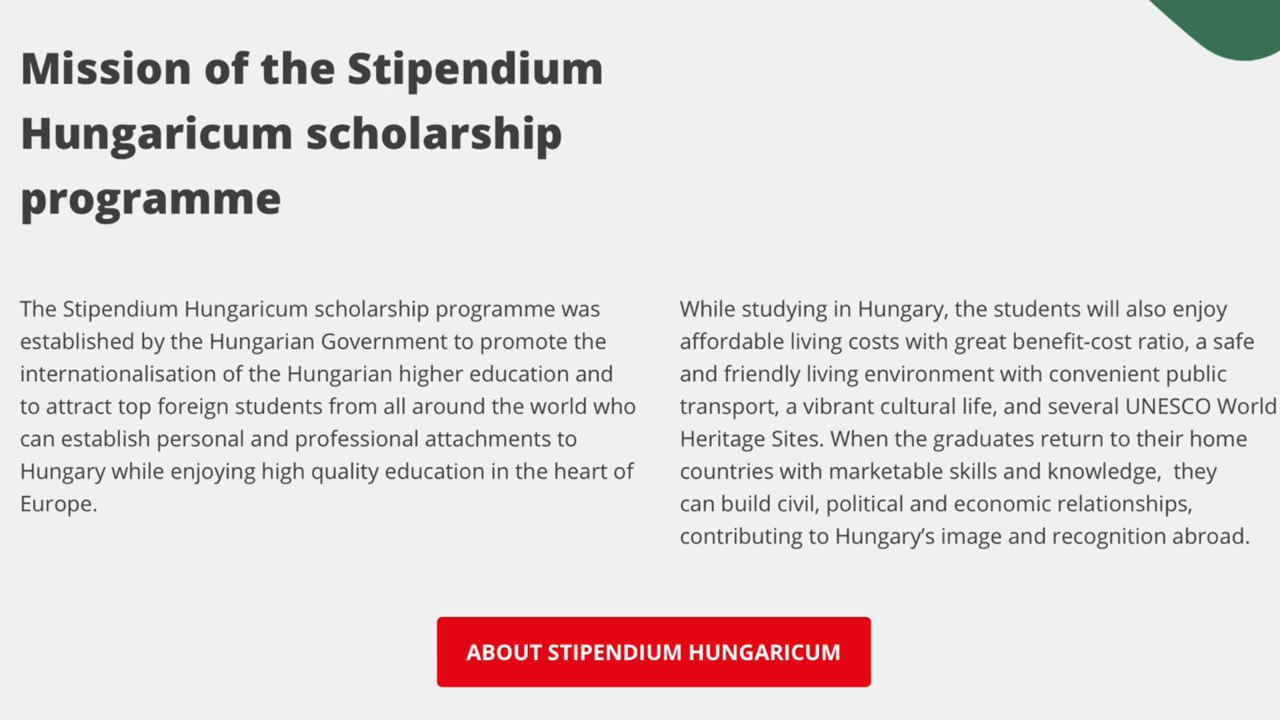 Mission of the Stipendium
Hungaricum scholarship
programme
The Stipendium Hungaricum scholarship programme was
established by the Hungarian Government to promote the
internationalisation of the Hungarian higher education and
to attract top foreign students from all around the world who
can establish personal and professional attachments to
Hungary while enjoying high quality education in the heart of
Europe.
While studying in Hungary, the students will also enjoy
affordable living costs with great benefit-cost ratio, a safe
and friendly living environment with convenient public
transport, a vibrant cultural life, and several UNESCO World
Heritage Sites. When the graduates return to their home
countries with marketable skills and knowledge,  they
can build civil, political and economic relationships,
contributing to Hungary’s image and recognition abroad.
ABOUT STIPENDIUM HUNGARICUM